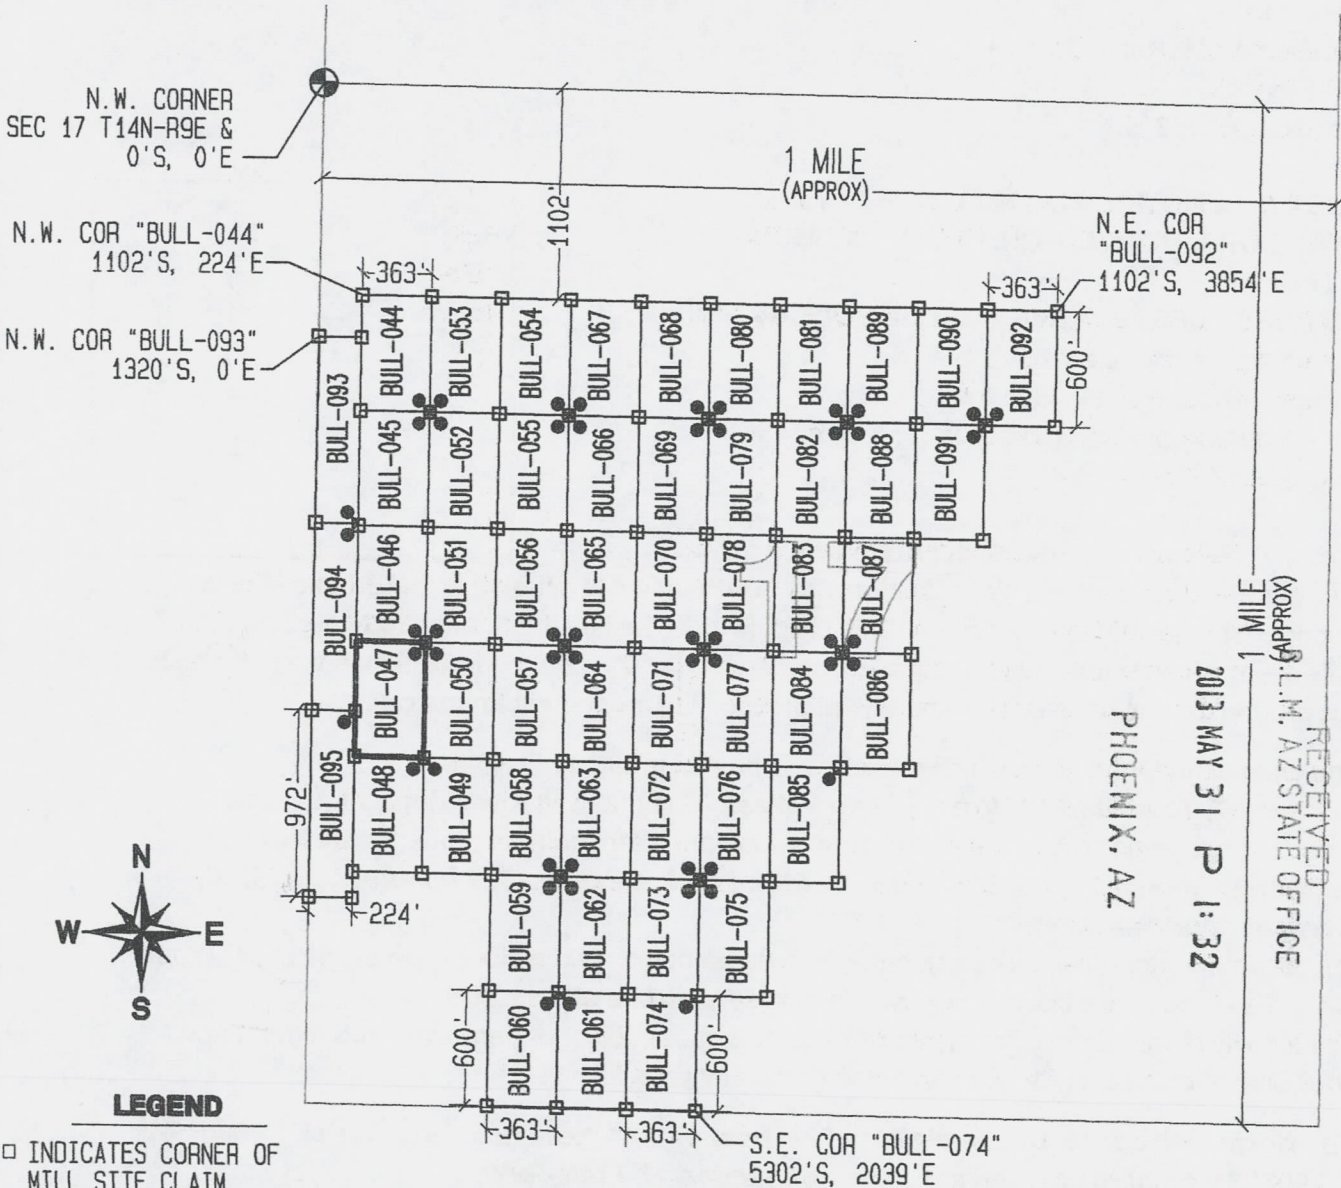 N.W. CORNER
SEC 17 T14N-R9E &
0'S, 0'E
1 MILE
(APPROX)
1102'
N.W. COR "BULL-044"
1102'S, 224'E
363'
N.E. COR
"BULL-092"
1102'S, 3854'E
363'
600'
N.W. COR "BULL-093"
1320'S, 0'E
BULL-093
BULL-044
BULL-053
BULL-054
BULL-067
BULL-068
BULL-080
BULL-081
BULL-089
BULL-090
BULL-092
BULL-045
BULL-052
BULL-055
BULL-066
BULL-069
BULL-079
BULL-082
BULL-088
BULL-091
BULL-094
BULL-046
BULL-051
BULL-056
BULL-065
BULL-070
BULL-078
BULL-083
BULL-087
17
BULL-047
BULL-050
BULL-057
BULL-064
BULL-071
BULL-077
BULL-084
BULL-086
BULL-095
BULL-048
BULL-049
BULL-058
BULL-063
BULL-072
BULL-076
BULL-085
BULL-059
BULL-062
BULL-073
BULL-075
BULL-060
BULL-061
BULL-074
972'
224'
600'
600'
363'
363'
1 MILE
(APPROX)
RECEIVED
B.L.M. AZ STATE OFFICE
2013 MAY 31 P 1:32
PHOENIX, AZ
N
W E
S
S.E. COR "BULL-074"
5302'S, 2039'E
LEGEND
INDICATES CORNER OF
MILL SITE CLAIM